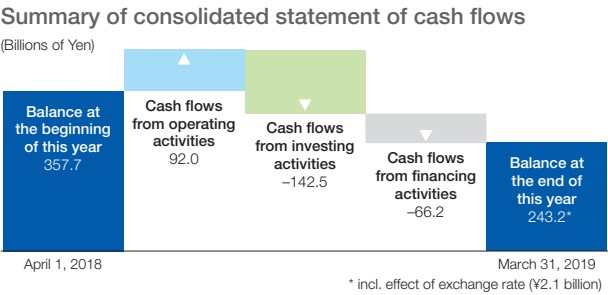 Summary of consolidated statement of cash flows
(Billions of Yen)
Balance at
the beginning
of this year
357.7
Cash flows
from operating
activities
92.0
Cash flows
from investing
activities
–142.5
Cash flows
from financing
activities
–66.2
Balance at
the end of
this year
243.2*
April 1, 2018
March 31, 2019
* incl. effect of exchange rate (¥2.1 billion)